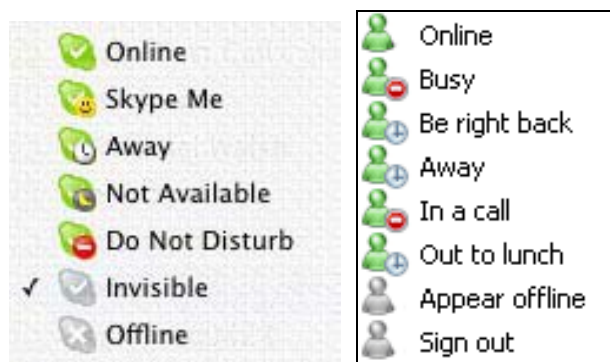 Online
Skype Me
Away
Not Available
Do Not Disturb
✓ Invisible
Offline
Online
Busy
Be right back
Away
In a call
Out to lunch
Appear offline
Sign out